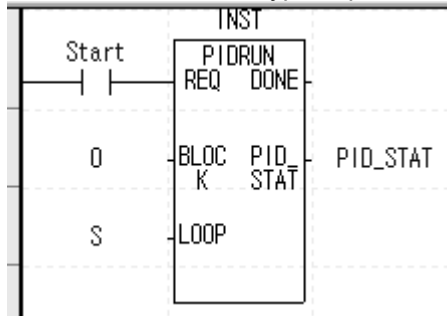 INST
Start
PIDRUN
REQ DONE
0
BLOC PID_
K STAT
PID_STAT
S
LOOP